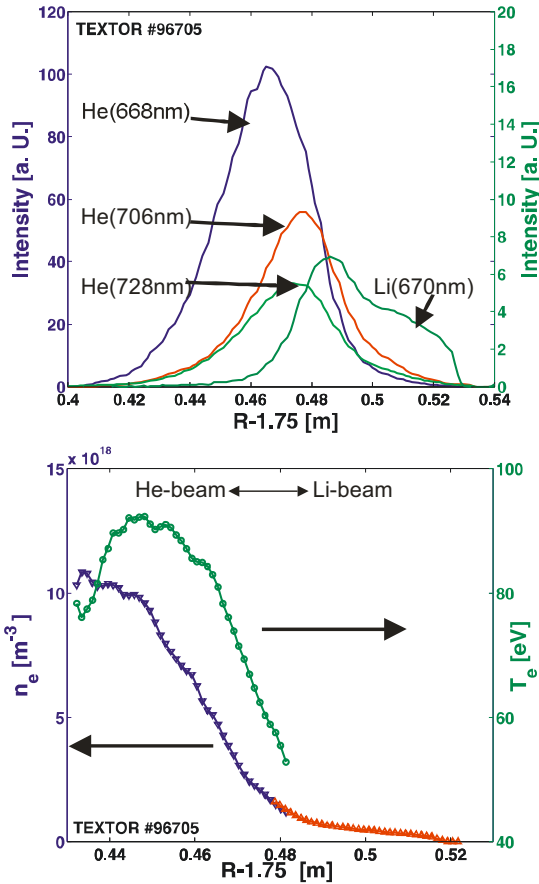 TEXTOR #96705
120
100
80
60
40
20
0
Intensity [a. U.]
20
18
16
14
12
10
8
6
4
2
0
Intensity [a. U.]
He(668nm)
He(706nm)
He(728nm)
Li(670nm)
0.4 0.42 0.44 0.46 0.48 0.5 0.52 0.54
R-1.75 [m]
x 10¹⁸
15
10
5
0
n_e [m⁻³]
He-beam Li-beam
100
80
60
40
T_e [eV]
TEXTOR #96705
0.44 0.46 0.48 0.5 0.52
R-1.75 [m]